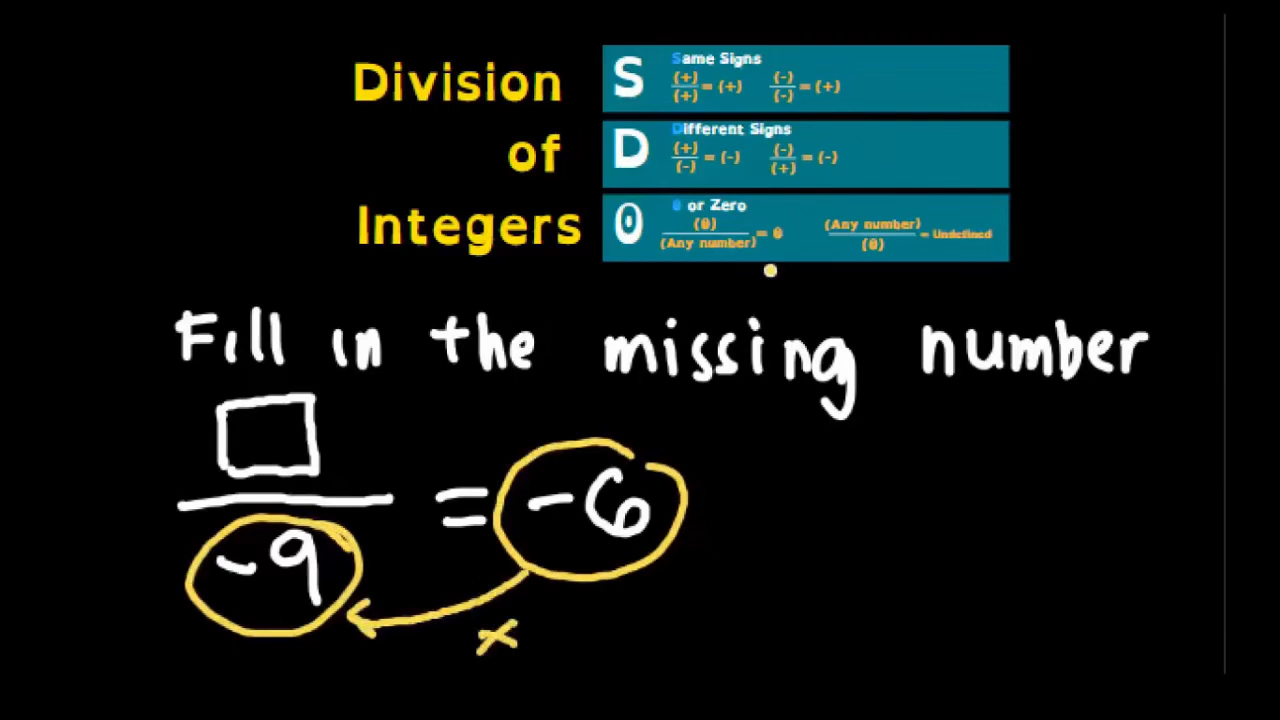 Division
of
Integers
S
Same Signs
(+)/(+) = (+) (-)/(-) = (+)
D
Different Signs
(+)/(-) = (-) (-)/(+) = (-)
0
0 or Zero
(0)/(Any number) = 0 (Any number)/(0) = Undefined
Fill in the missing number
□/-9 = -6
×